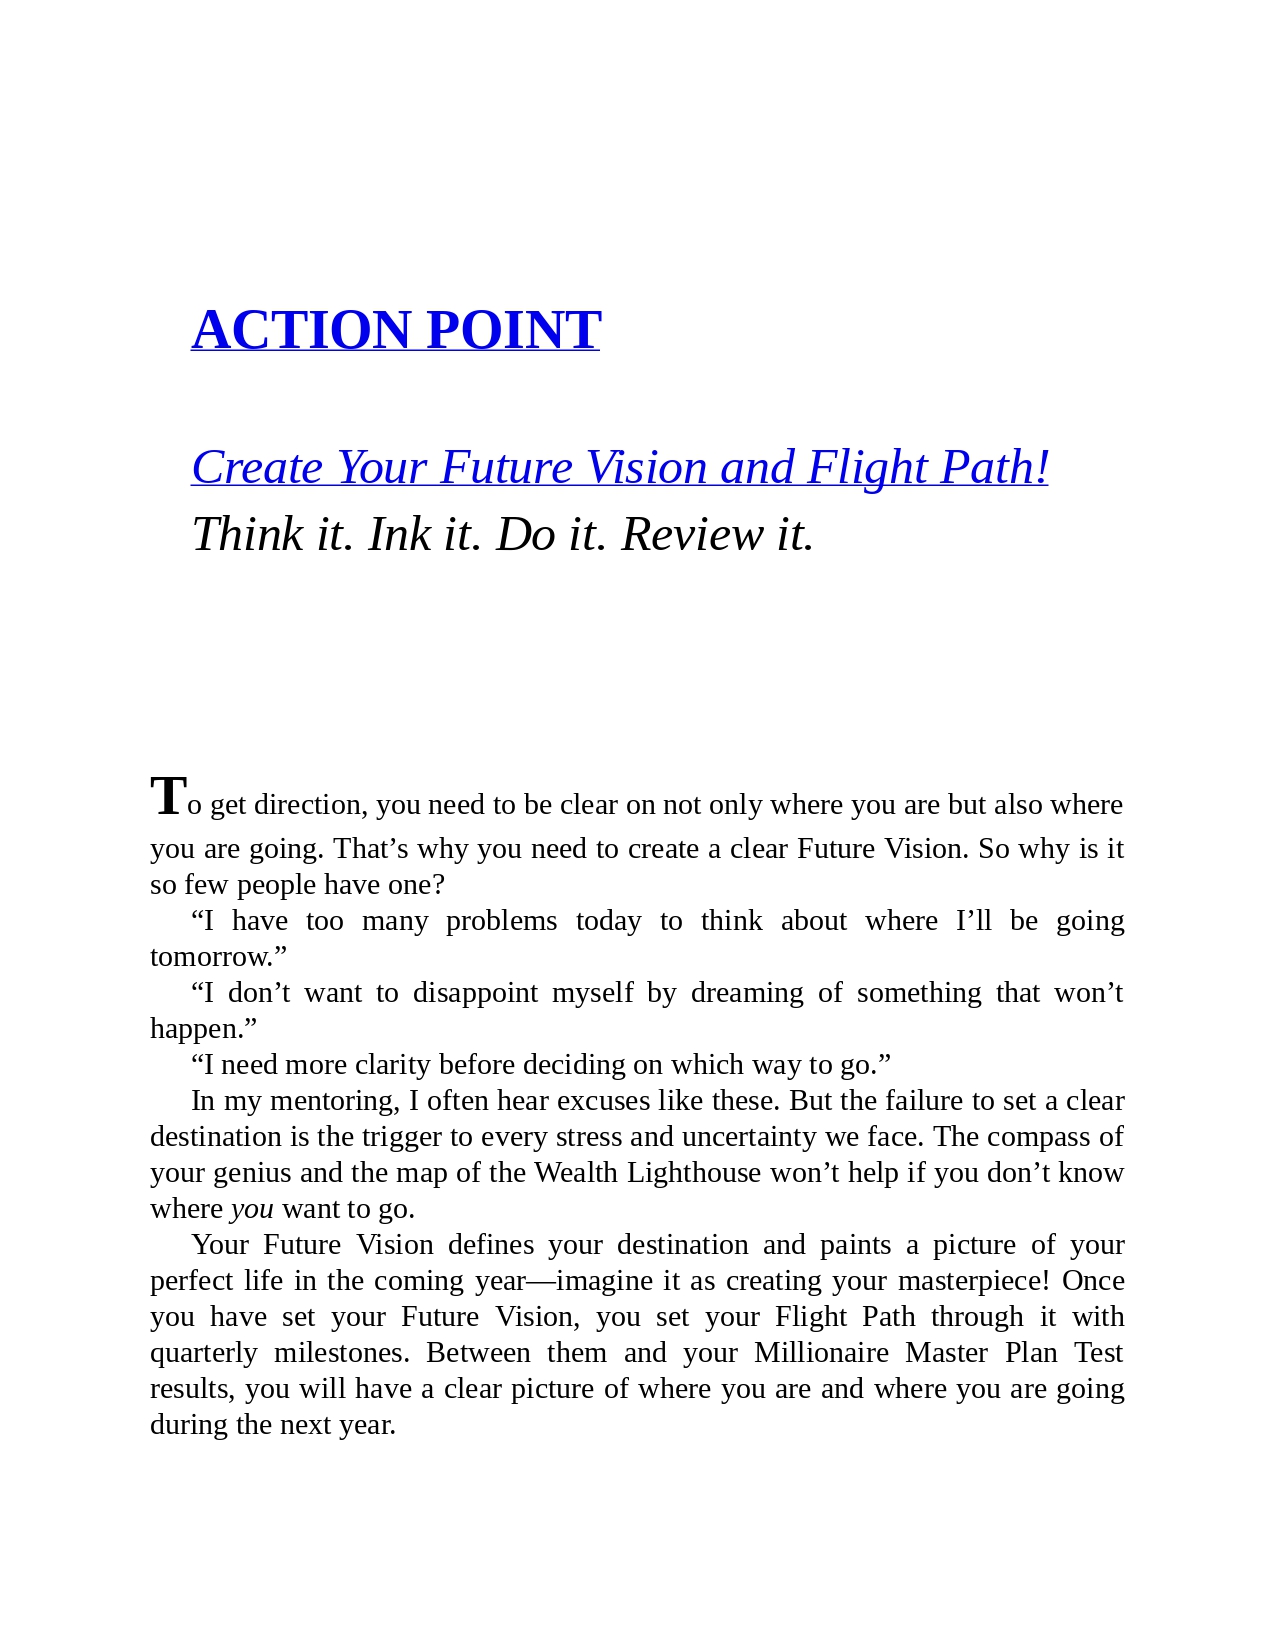 ACTION POINT
Create Your Future Vision and Flight Path!
Think it. Ink it. Do it. Review it.
To get direction, you need to be clear on not only where you are but also where
you are going. That’s why you need to create a clear Future Vision. So why is it
so few people have one?
“I have too many problems today to think about where I’ll be going
tomorrow.”
“I don’t want to disappoint myself by dreaming of something that won’t
happen.”
“I need more clarity before deciding on which way to go.”
In my mentoring, I often hear excuses like these. But the failure to set a clear
destination is the trigger to every stress and uncertainty we face. The compass of
your genius and the map of the Wealth Lighthouse won’t help if you don’t know
where you want to go.
Your Future Vision defines your destination and paints a picture of your
perfect life in the coming year—imagine it as creating your masterpiece! Once
you have set your Future Vision, you set your Flight Path through it with
quarterly milestones. Between them and your Millionaire Master Plan Test
results, you will have a clear picture of where you are and where you are going
during the next year.